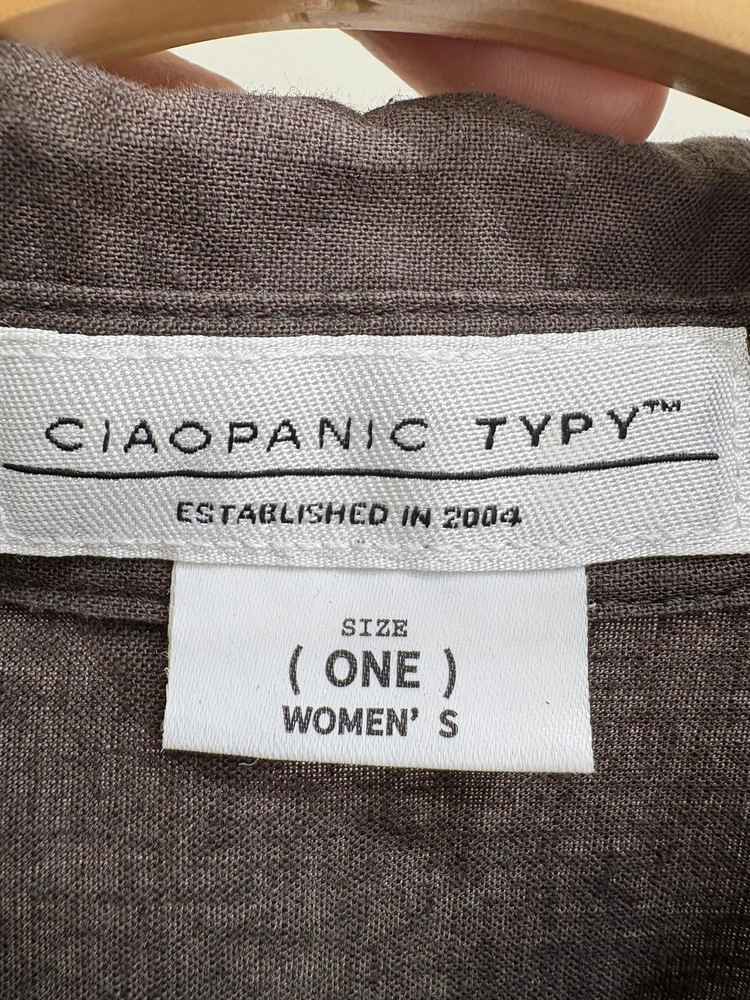 CIAOPANIC TYPY™
ESTABLISHED IN 2004
SIZE
( ONE )
WOMEN' S